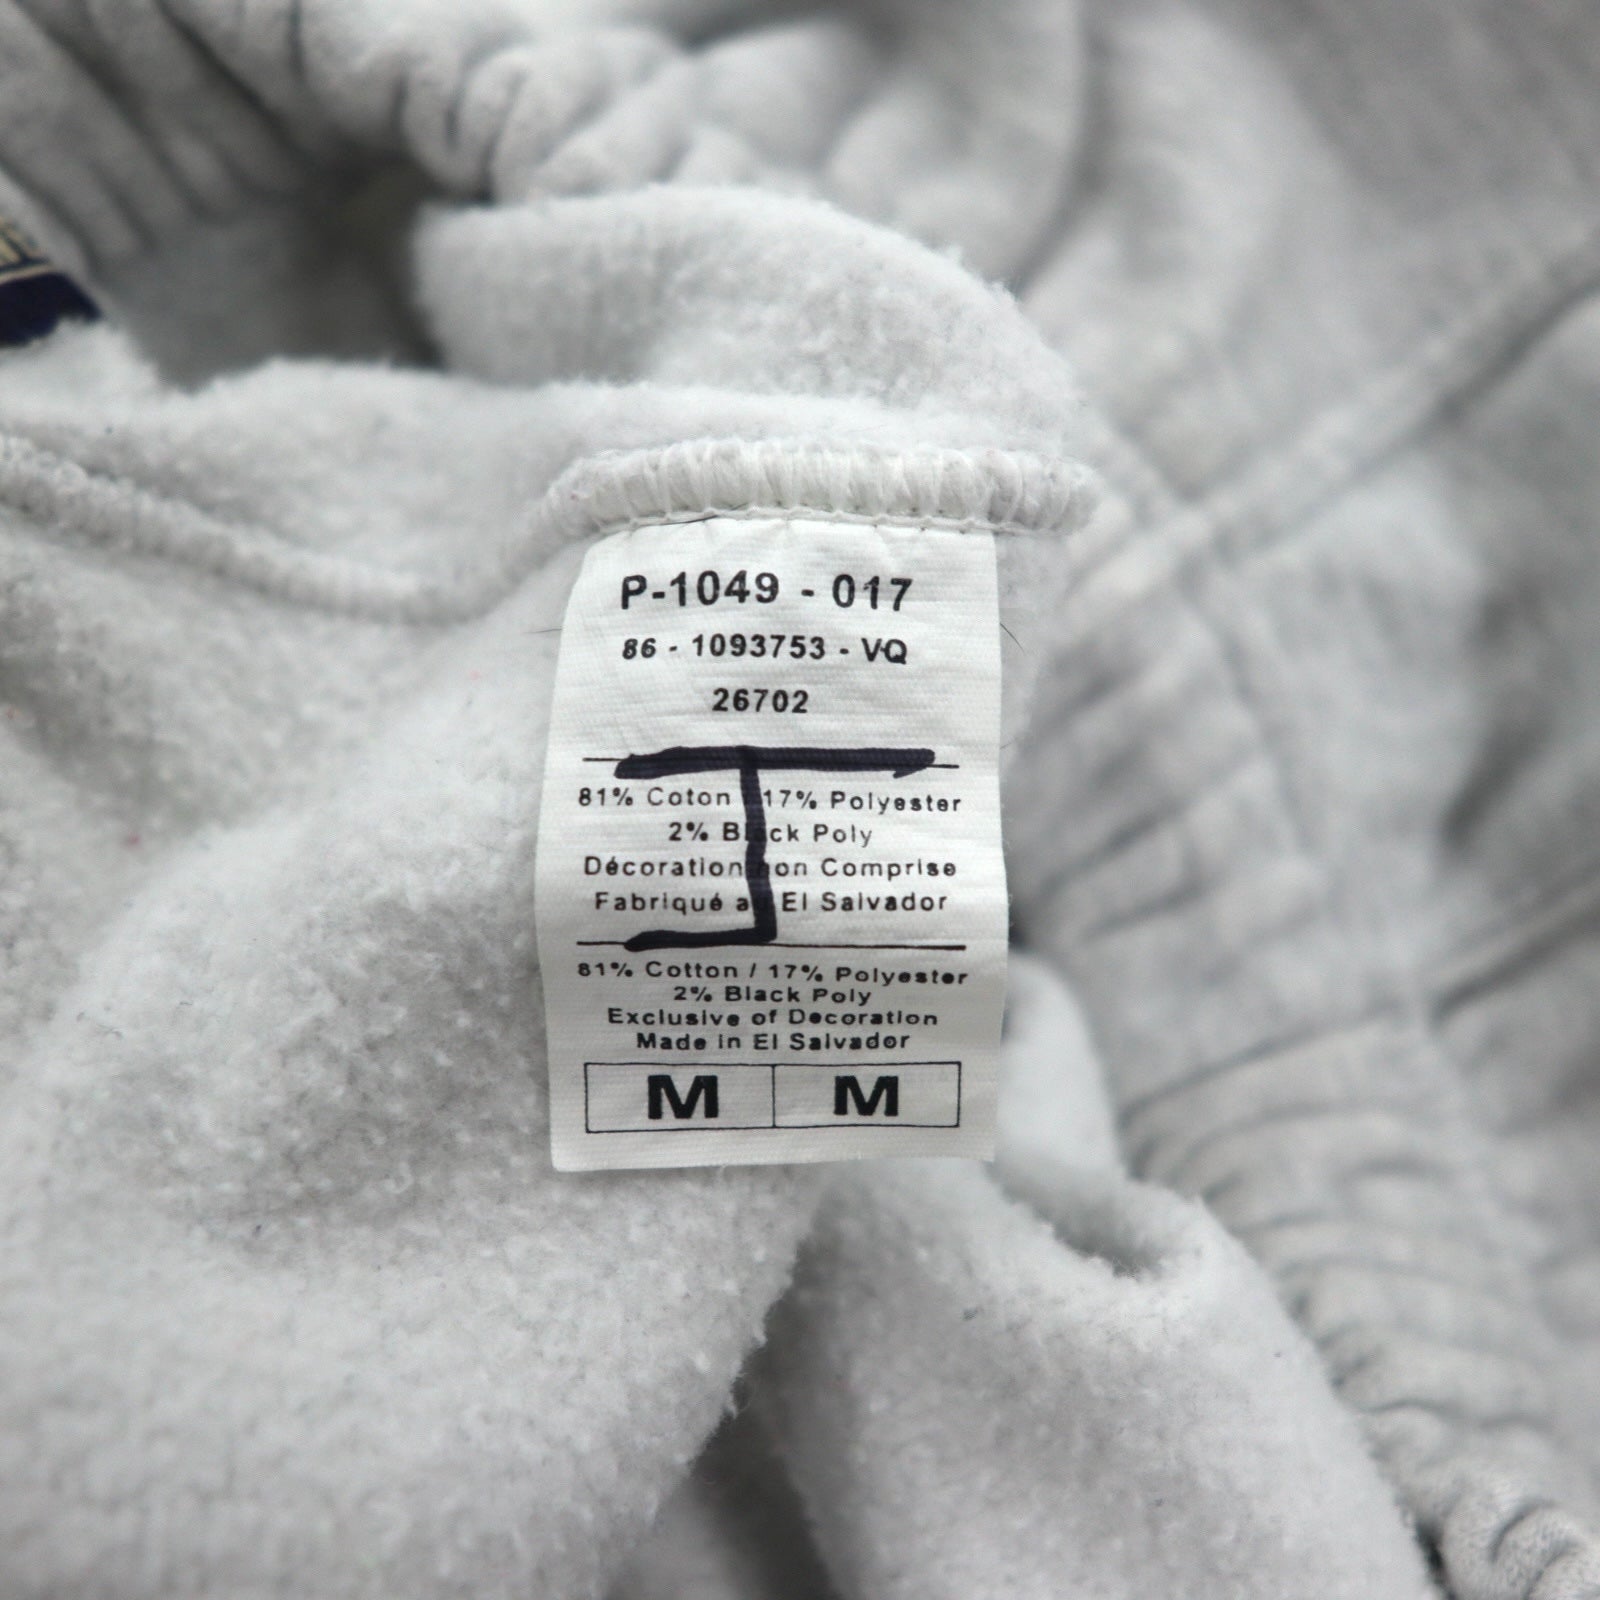 P-1049 - 017
86 - 1093753 - VQ
26702
J
81% Coton / 17% Polyester
2% Black Poly
Décoration non Comprise
Fabriqué au El Salvador
81% Cotton / 17% Polyester
2% Black Poly
Exclusive of Decoration
Made in El Salvador
M M